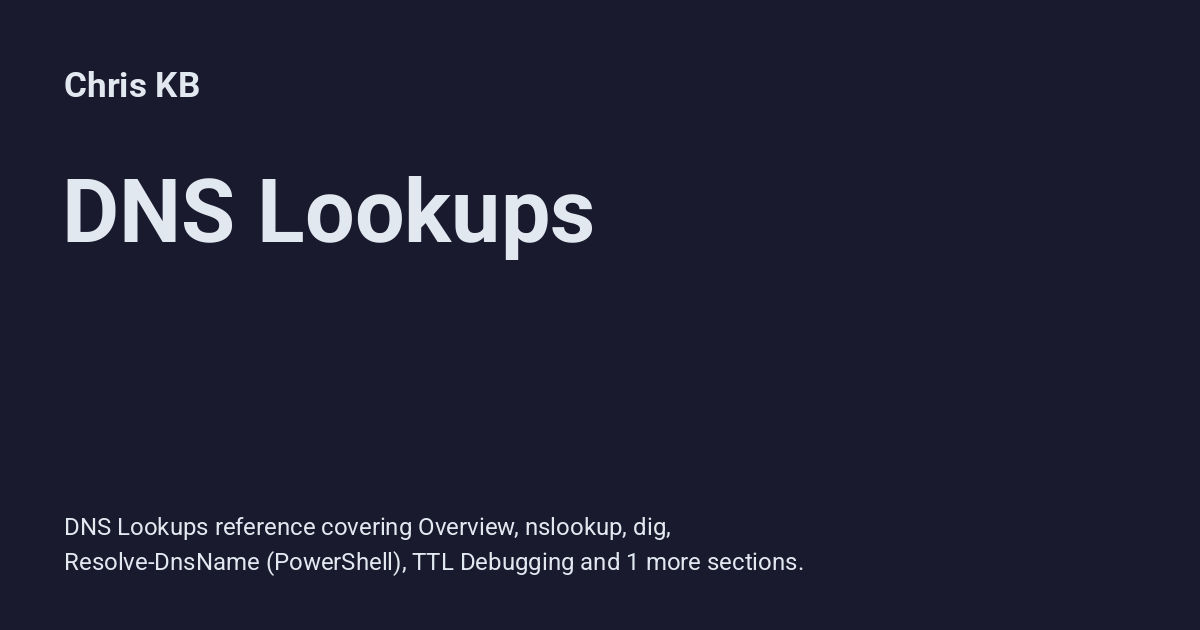 Chris KB
DNS Lookups
DNS Lookups reference covering Overview, nslookup, dig,
Resolve-DnsName (PowerShell), TTL Debugging and 1 more sections.